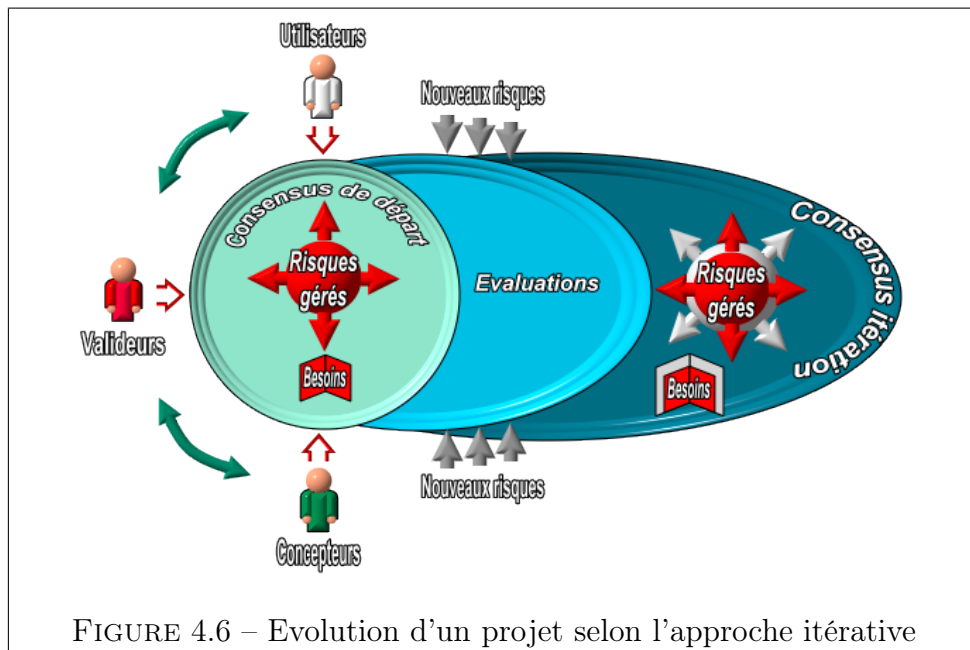 Utilisateurs
Nouveaux risques
Consensus de départ
Risques
gérés
Evaluations
Risques
gérés
Consensus itération
Valideurs
Besoins
Besoins
Nouveaux risques
Concepteurs
FIGURE 4.6 – Evolution d'un projet selon l'approche itérative